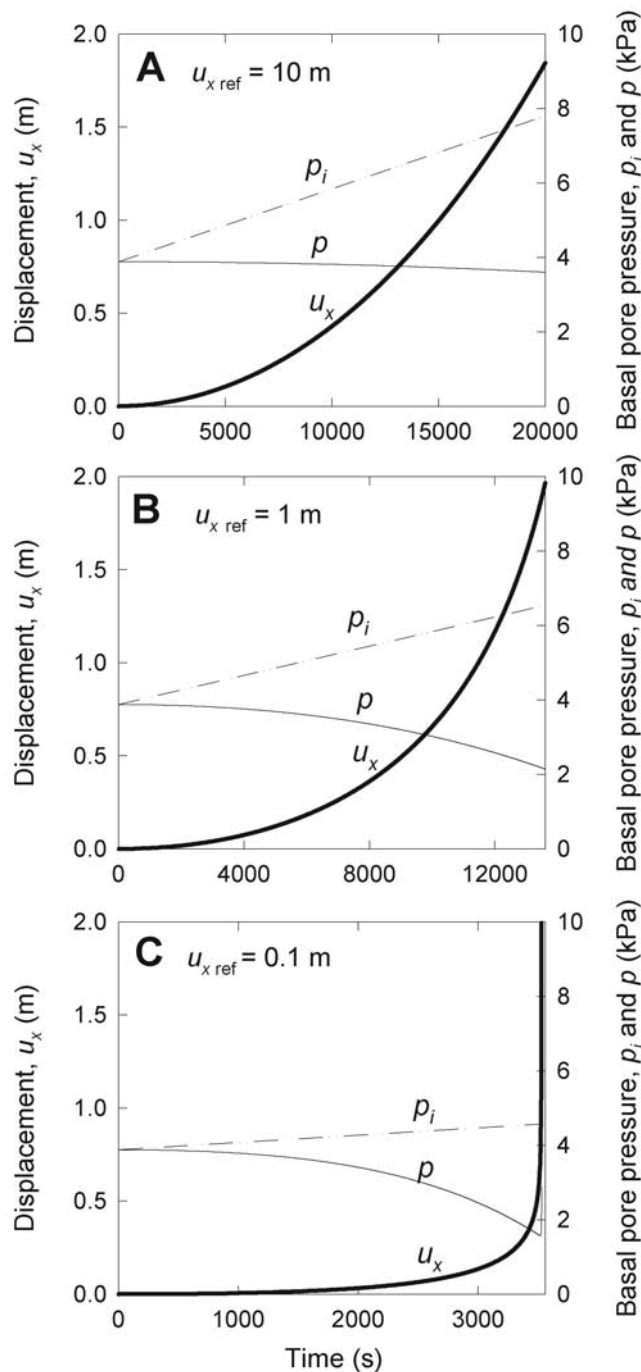 A
u_x ref = 10 m
Displacement, u_x (m)
2.0
1.5
1.0
0.5
0.0
p_i
p
u_x
10
8
6
4
2
0
Basal pore pressure, p_i and p (kPa)
0 5000 10000 15000 20000
B
u_x ref = 1 m
Displacement, u_x (m)
2.0
1.5
1.0
0.5
0.0
p_i
p
u_x
10
8
6
4
2
0
Basal pore pressure, p_i and p (kPa)
0 4000 8000 12000
C
u_x ref = 0.1 m
Displacement, u_x (m)
2.0
1.5
1.0
0.5
0.0
p_i
p
u_x
10
8
6
4
2
0
Basal pore pressure, p_i and p (kPa)
0 1000 2000 3000
Time (s)